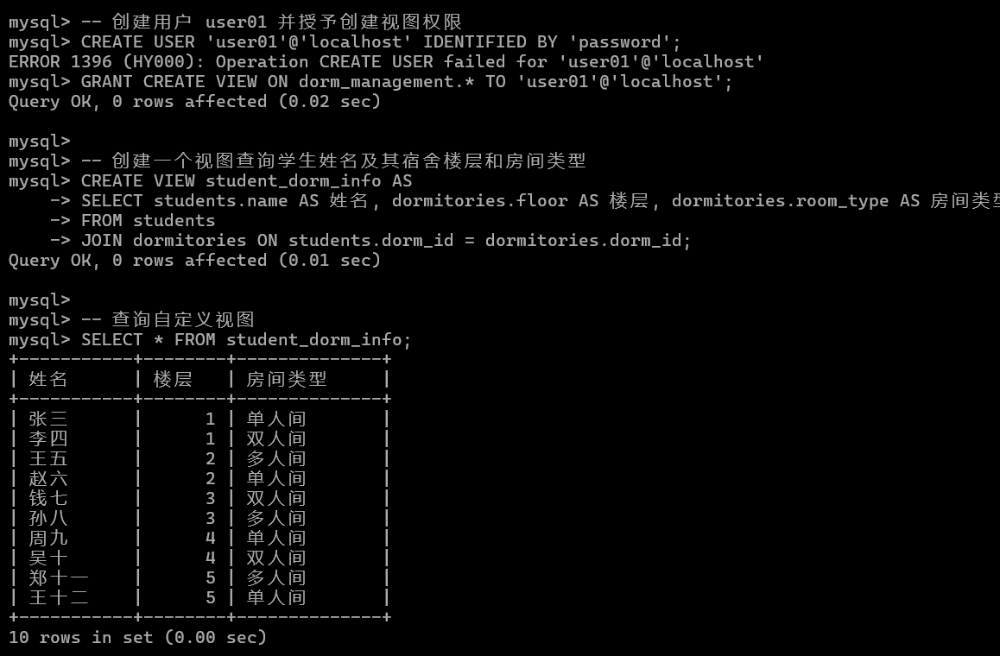 mysql> -- 创建用户 user01 并授予创建视图权限
mysql> CREATE USER 'user01'@'localhost' IDENTIFIED BY 'password';
ERROR 1396 (HY000): Operation CREATE USER failed for 'user01'@'localhost'
mysql> GRANT CREATE VIEW ON dorm_management.* TO 'user01'@'localhost';
Query OK, 0 rows affected (0.02 sec)
mysql>
mysql> -- 创建一个视图查询学生姓名及其宿舍楼层和房间类型
mysql> CREATE VIEW student_dorm_info AS
    -> SELECT students.name AS 姓名, dormitories.floor AS 楼层, dormitories.room_type AS 房间类型
    -> FROM students
    -> JOIN dormitories ON students.dorm_id = dormitories.dorm_id;
Query OK, 0 rows affected (0.01 sec)
mysql>
mysql> -- 查询自定义视图
mysql> SELECT * FROM student_dorm_info;
+-----------+--------+--------------+
| 姓名      | 楼层   | 房间类型     |
+-----------+--------+--------------+
| 张三      |      1 | 单人间       |
| 李四      |      1 | 双人间       |
| 王五      |      2 | 多人间       |
| 赵六      |      2 | 单人间       |
| 钱七      |      3 | 双人间       |
| 孙八      |      3 | 多人间       |
| 周九      |      4 | 单人间       |
| 吴十      |      4 | 双人间       |
| 郑十一    |      5 | 多人间       |
| 王十二    |      5 | 单人间       |
+-----------+--------+--------------+
10 rows in set (0.00 sec)